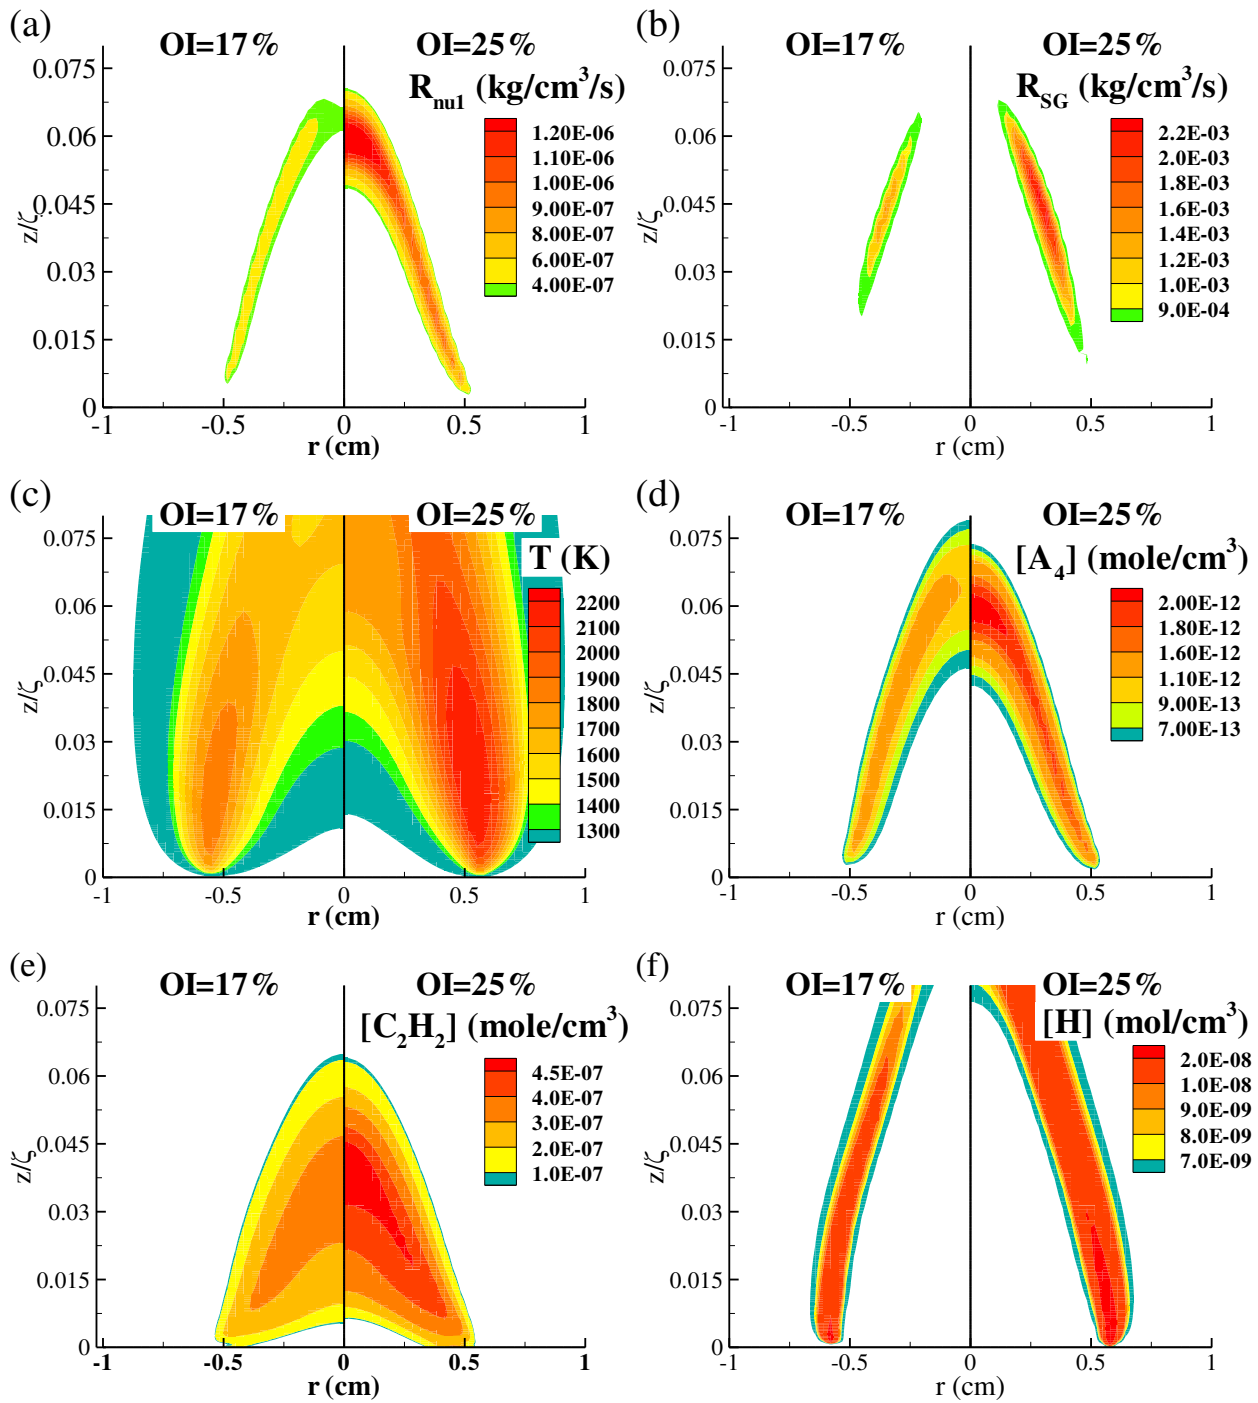 (a)
OI=17%
OI=25%
R_nu1 (kg/cm³/s)
1.20E-06
1.10E-06
1.00E-06
9.00E-07
8.00E-07
6.00E-07
4.00E-07
z/ζ
0.075
0.06
0.045
0.03
0.015
0
-1
-0.5
0
0.5
1
r (cm)
(b)
OI=17%
OI=25%
R_SG (kg/cm³/s)
2.2E-03
2.0E-03
1.8E-03
1.6E-03
1.4E-03
1.2E-03
1.0E-03
9.0E-04
z/ζ
0.075
0.06
0.045
0.03
0.015
0
-1
-0.5
0
0.5
1
r (cm)
(c)
OI=17%
OI=25%
T (K)
2200
2100
2000
1900
1800
1700
1600
1500
1400
1300
z/ζ
0.075
0.06
0.045
0.03
0.015
0
-1
-0.5
0
0.5
1
r (cm)
(d)
OI=17%
OI=25%
[A₄] (mole/cm³)
2.00E-12
1.80E-12
1.60E-12
1.10E-12
9.00E-13
7.00E-13
z/ζ
0.075
0.06
0.045
0.03
0.015
0
-1
-0.5
0
0.5
1
r (cm)
(e)
OI=17%
OI=25%
[C₂H₂] (mole/cm³)
4.5E-07
4.0E-07
3.0E-07
2.0E-07
1.0E-07
z/ζ
0.075
0.06
0.045
0.03
0.015
0
-1
-0.5
0
0.5
1
r (cm)
(f)
OI=17%
OI=25%
[H] (mol/cm³)
2.0E-08
1.0E-08
9.0E-09
8.0E-09
7.0E-09
z/ζ
0.075
0.06
0.045
0.03
0.015
0
-1
-0.5
0
0.5
1
r (cm)